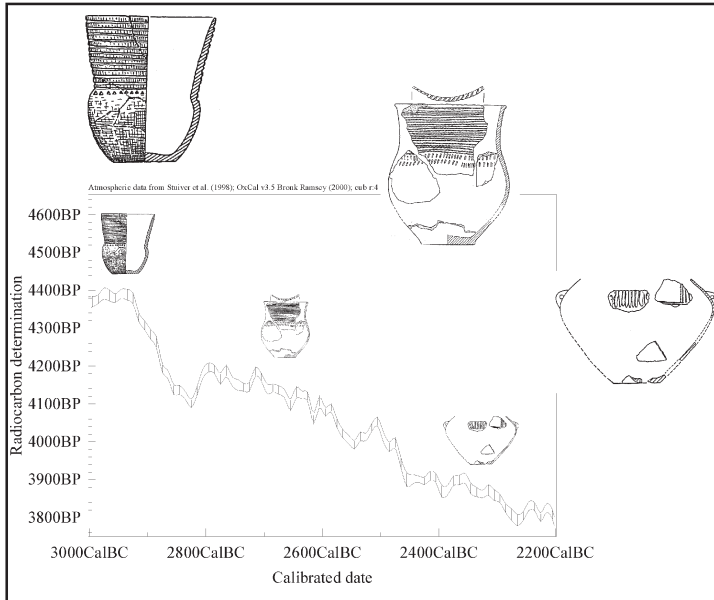 Atmospheric data from Stuiver et al. (1998); OxCal v3.5 Bronk Ramsey (2000); cub r:4
4600BP
4500BP
4400BP
4300BP
4200BP
4100BP
4000BP
3900BP
3800BP
Radiocarbon determination
3000CalBC
2800CalBC
2600CalBC
2400CalBC
2200CalBC
Calibrated date